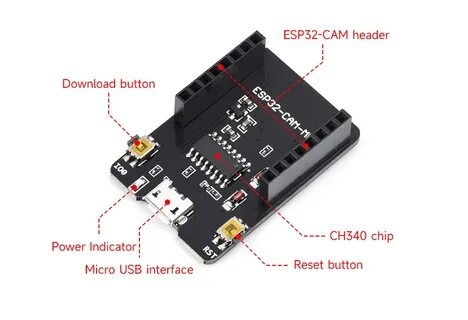 ESP32-CAM header
Download button
ESP32-CAM-M
IO0
Power Indicator
Micro USB interface
RST
CH340 chip
Reset button